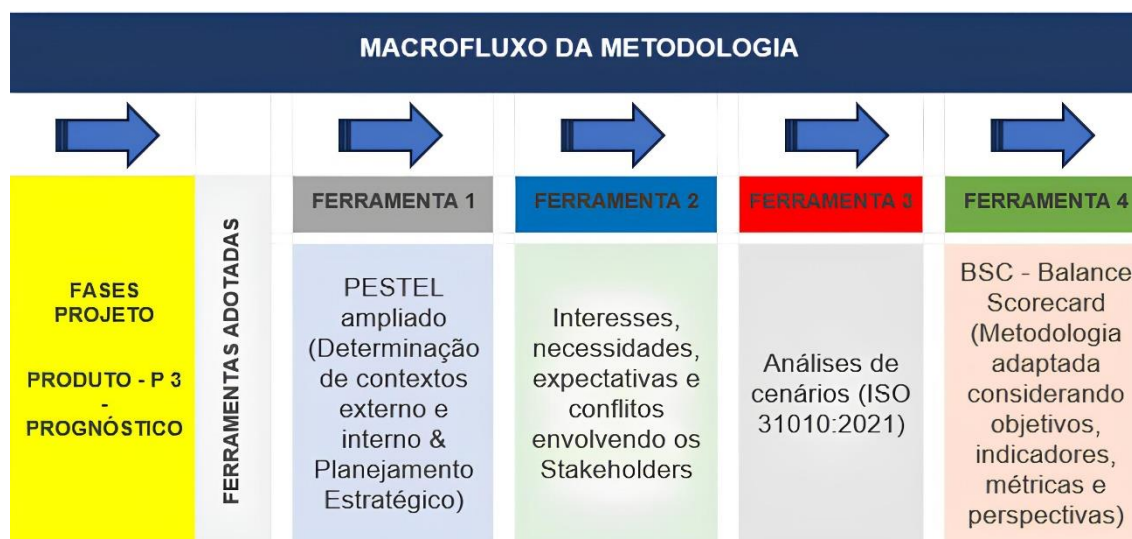 MACROFLUXO DA METODOLOGIA
FASES
PROJETO
PRODUTO - P 3
-
PROGNÓSTICO
FERRAMENTAS ADOTADAS
FERRAMENTA 1
PESTEL
ampliado
(Determinação
de contextos
externo e
interno &
Planejamento
Estratégico)
FERRAMENTA 2
Interesses,
necessidades,
expectativas e
conflitos
envolvendo os
Stakeholders
FERRAMENTA 3
Análises de
cenários (ISO
31010:2021)
FERRAMENTA 4
BSC - Balance
Scorecard
(Metodologia
adaptada
considerando
objetivos,
indicadores,
métricas e
perspectivas)